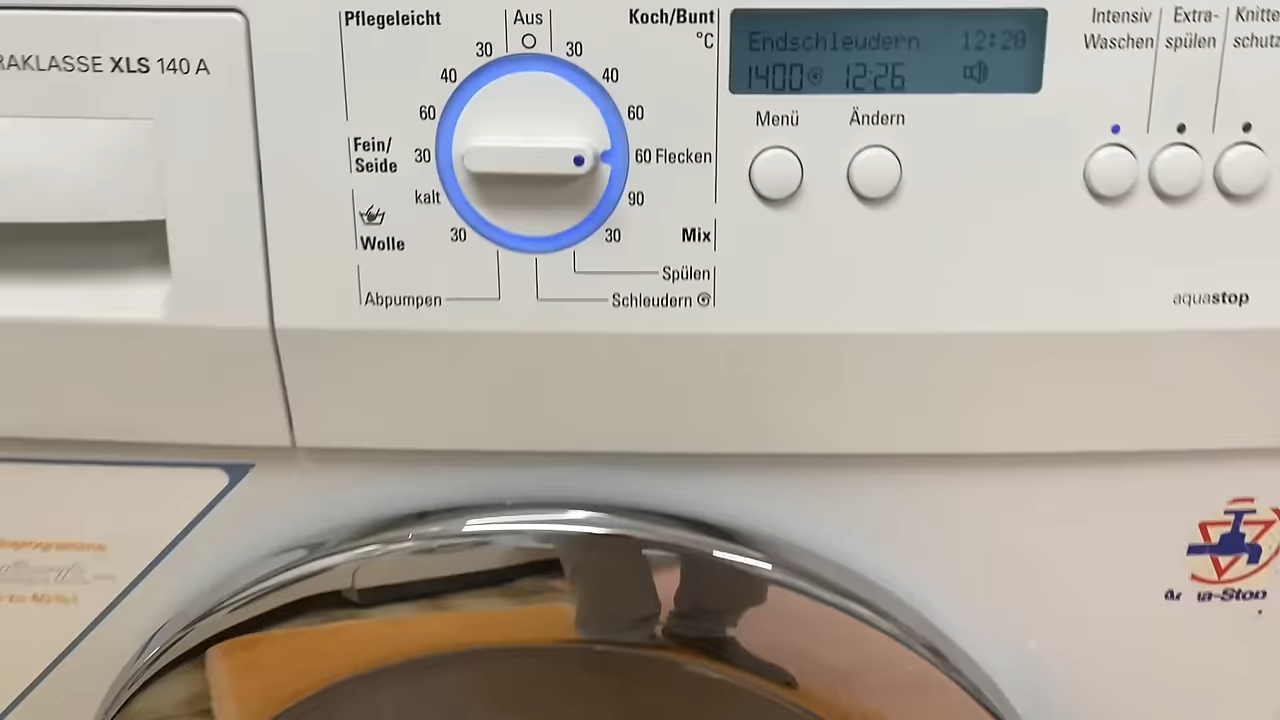 RAKLASSE XLS 140 A
Pflegeleicht
Aus
Koch/Bunt
°C
30
30
40
40
60
60
Fein/
Seide
30
60 Flecken
kalt
90
Wolle
30
30
Mix
Spülen
Abpumpen
Schleudern
Endschleudern 12:20
1400 12:26
Menü
Ändern
Intensiv
Waschen
Extra-
spülen
Knitte
schutz
aquastop
a-Stop